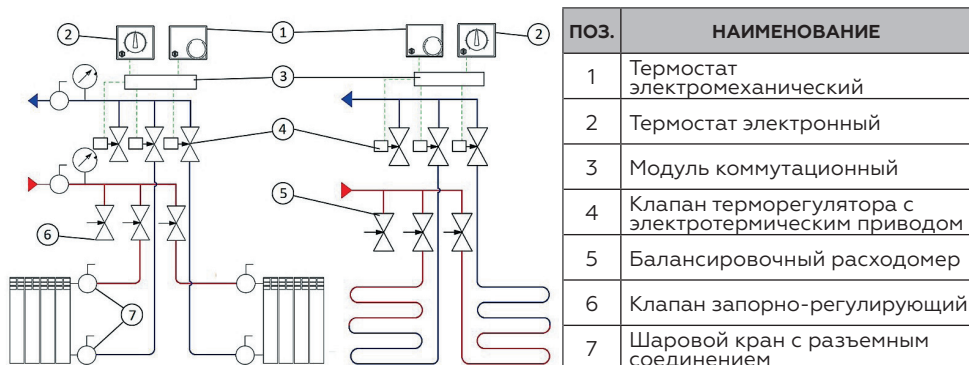 2
1
2
3
4
5
6
7
ПОЗ. НАИМЕНОВАНИЕ
1 Термостат
электромеханический
2 Термостат электронный
3 Модуль коммутационный
4 Клапан терморегулятора с
электротермическим приводом
5 Балансировочный расходомер
6 Клапан запорно-регулирующий
7 Шаровой кран с разъемным
соединением